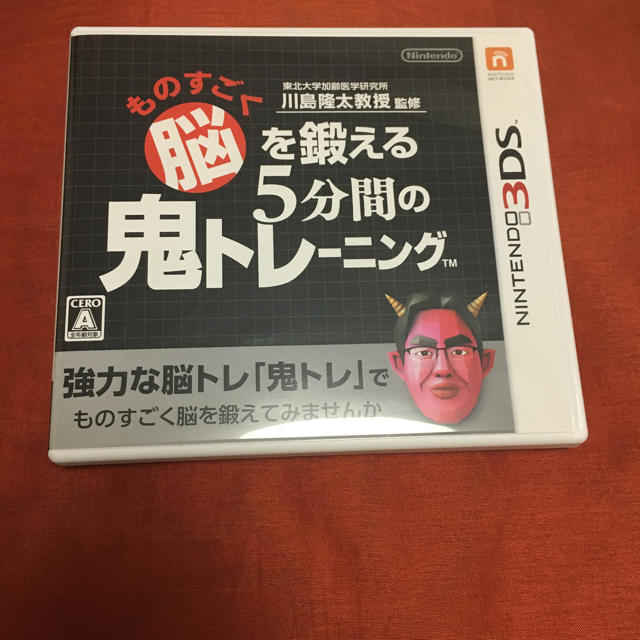 Nintendo
NINTENDO
NETWORK
東北大学加齢医学研究所
川島隆太教授 監修
ものすごく
脳を鍛える
5分間の
鬼トレーニング™
CERO
A
全年齢対象
強力な脳トレ「鬼トレ」で
ものすごく脳を鍛えてみませんか
NINTENDO3DS™